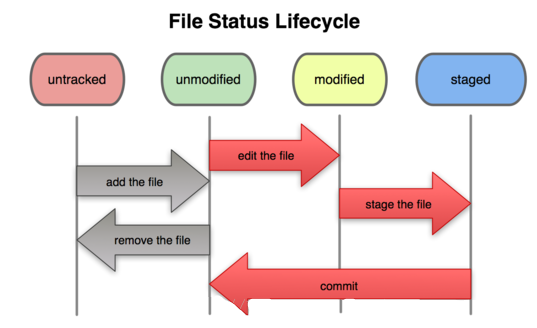 File Status Lifecycle
untracked
unmodified
modified
staged
edit the file
add the file
stage the file
remove the file
commit